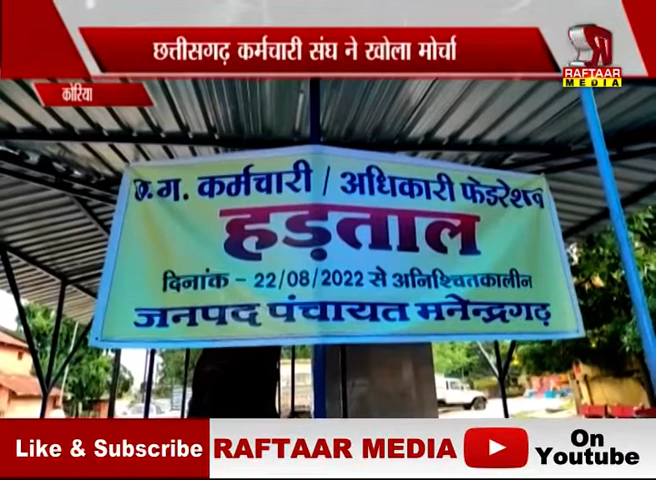 छत्तीसगढ़ कर्मचारी संघ ने खोला मोर्चा
RAFTAAR
MEDIA
कोरिया
छ.ग. कर्मचारी / अधिकारी फेडरेशन
हड़ताल
दिनांक - 22/08/2022 से अनिश्चितकालीन
जनपद पंचायत मनेन्द्रगढ़
Like & Subscribe RAFTAAR MEDIA On
Youtube